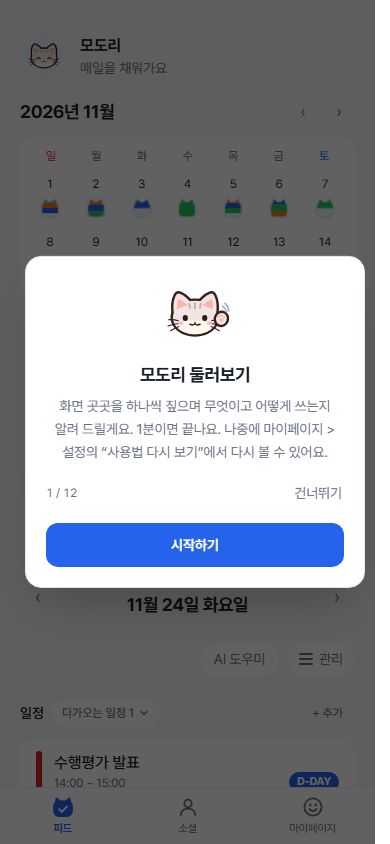 모도리
매일을 채워가요
2026년 11월
‹ ›
일 월 화 수 목 금 토
1 2 3 4 5 6 7
8 9 10 11 12 13 14
모도리 둘러보기
화면 곳곳을 하나씩 짚으며 무엇이고 어떻게 쓰는지
알려 드릴게요. 1분이면 끝나요. 나중에 마이페이지 >
설정의 “사용법 다시 보기”에서 다시 볼 수 있어요.
1 / 12 건너뛰기
시작하기
‹ 11월 24일 화요일 ›
AI 도우미 관리
일정 다가오는 일정 1 + 추가
수행평가 발표
14:00 ~ 15:00 D-DAY
피드 소셜 마이페이지